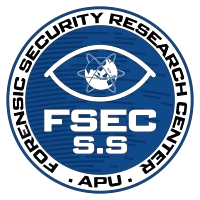 FORENSIC SECURITY RESEARCH CENTER
FSEC
S.S
· APU ·